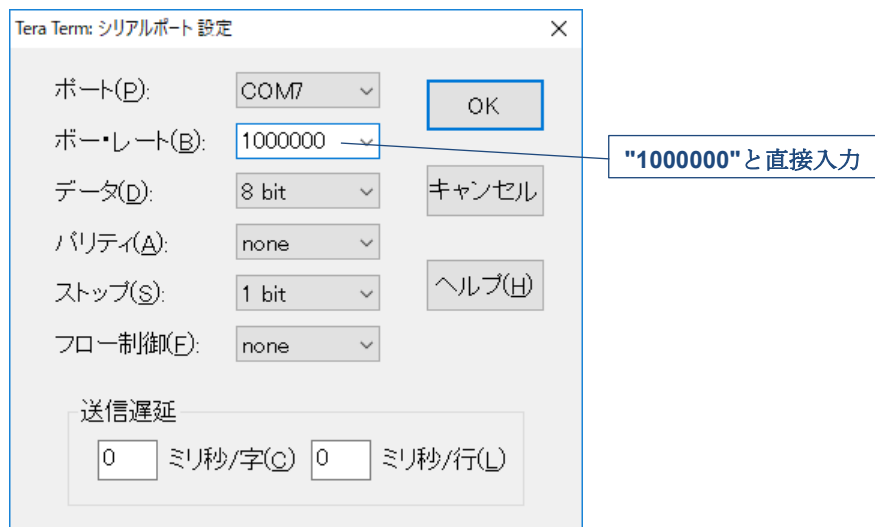 Tera Term: シリアルポート 設定
ポート(P): COM7
OK
ボー・レート(B): 1000000
"1000000"と直接入力
データ(D): 8 bit
キャンセル
パリティ(A): none
ストップ(S): 1 bit
ヘルプ(H)
フロー制御(F): none
送信遅延
0 ミリ秒/字(C) 0 ミリ秒/行(L)